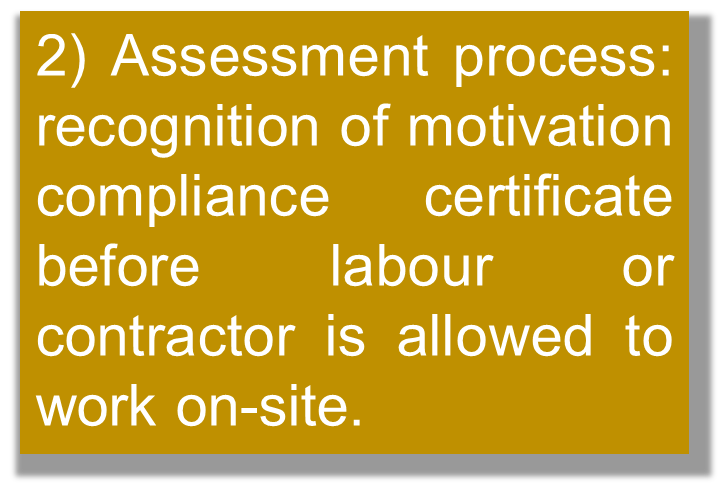 2) Assessment process:
recognition of motivation
compliance certificate
before labour or
contractor is allowed to
work on-site.